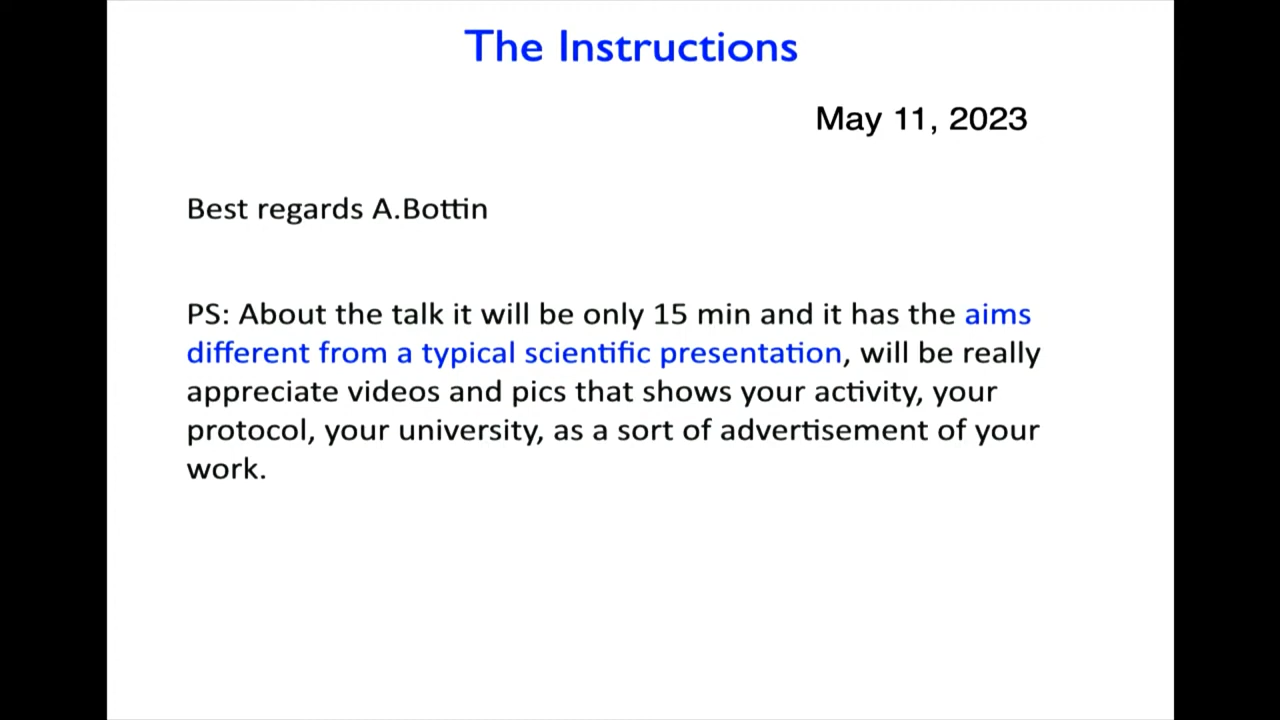 The Instructions
May 11, 2023
Best regards A.Bottin
PS: About the talk it will be only 15 min and it has the aims
different from a typical scientific presentation, will be really
appreciate videos and pics that shows your activity, your
protocol, your university, as a sort of advertisement of your
work.